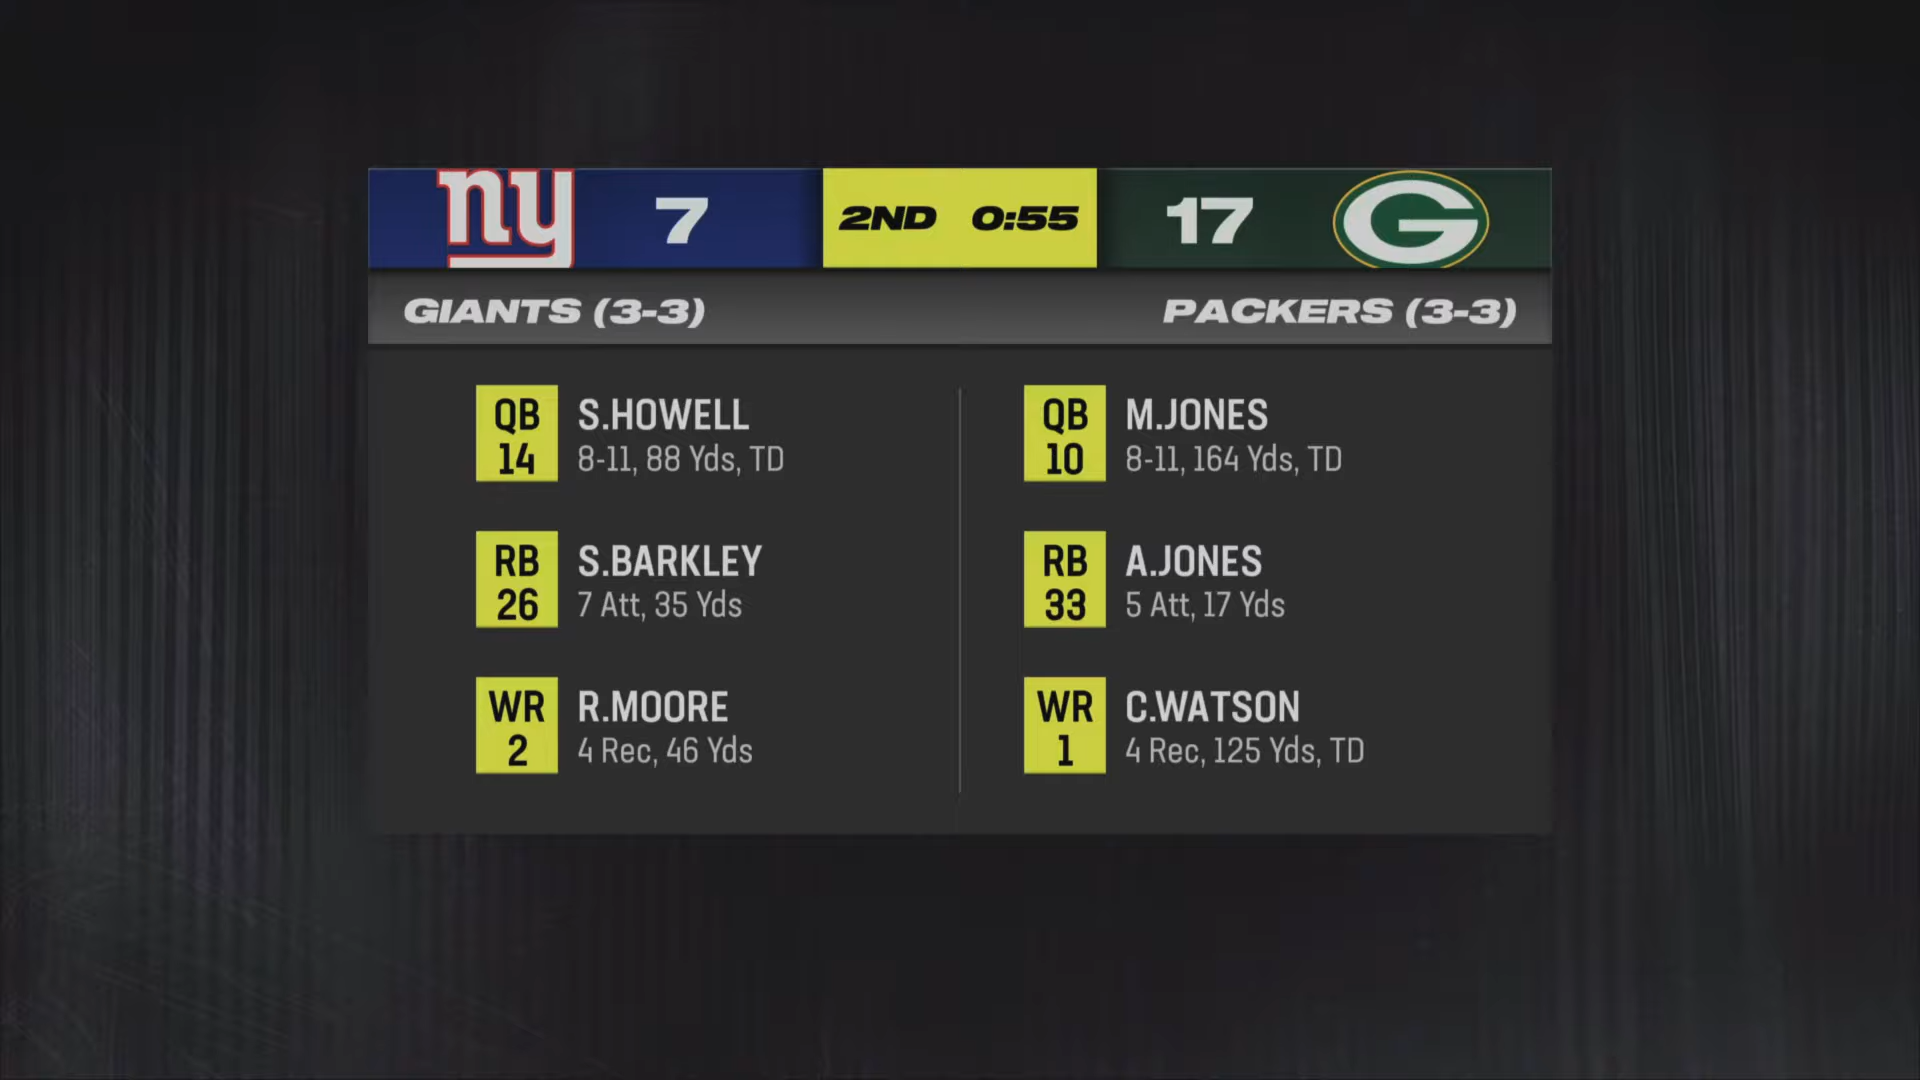 ny 7 2ND 0:55 17 G
GIANTS (3-3) PACKERS (3-3)
QB 14 S.HOWELL
8-11, 88 Yds, TD
RB 26 S.BARKLEY
7 Att, 35 Yds
WR 2 R.MOORE
4 Rec, 46 Yds
QB 10 M.JONES
8-11, 164 Yds, TD
RB 33 A.JONES
5 Att, 17 Yds
WR 1 C.WATSON
4 Rec, 125 Yds, TD